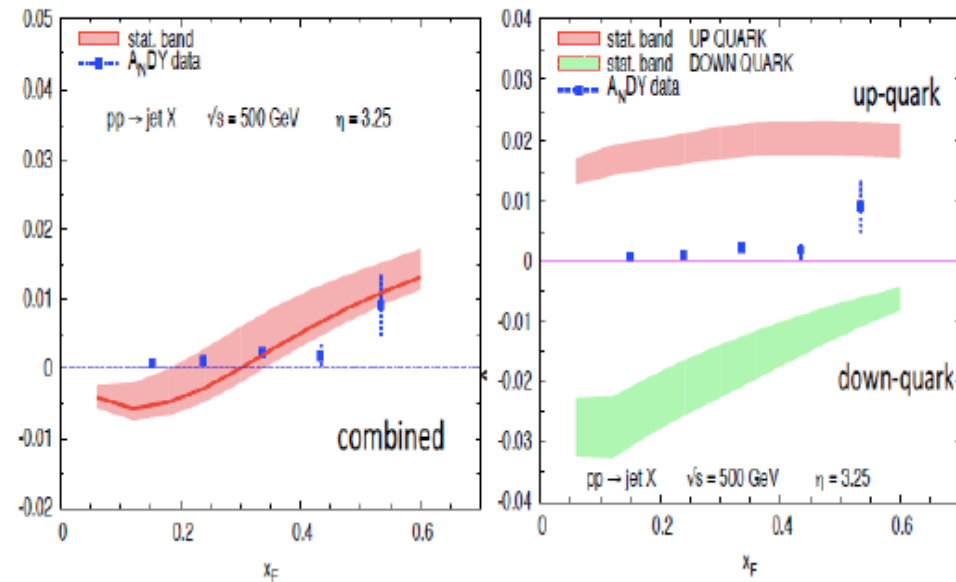 0.05
0.04
0.03
0.02
0.01
0
-0.01
-0.02
stat. band
A_NDY data
pp → jet X √s = 500 GeV η = 3.25
combined
0 0.2 0.4 0.6
x_F
0.04
0.03
0.02
0.01
0
-0.01
-0.02
-0.03
-0.04
stat. band UP QUARK
stat. band DOWN QUARK
A_NDY data
up-quark
down-quark
pp → jet X √s = 500 GeV η = 3.25
0 0.2 0.4 0.6
x_F